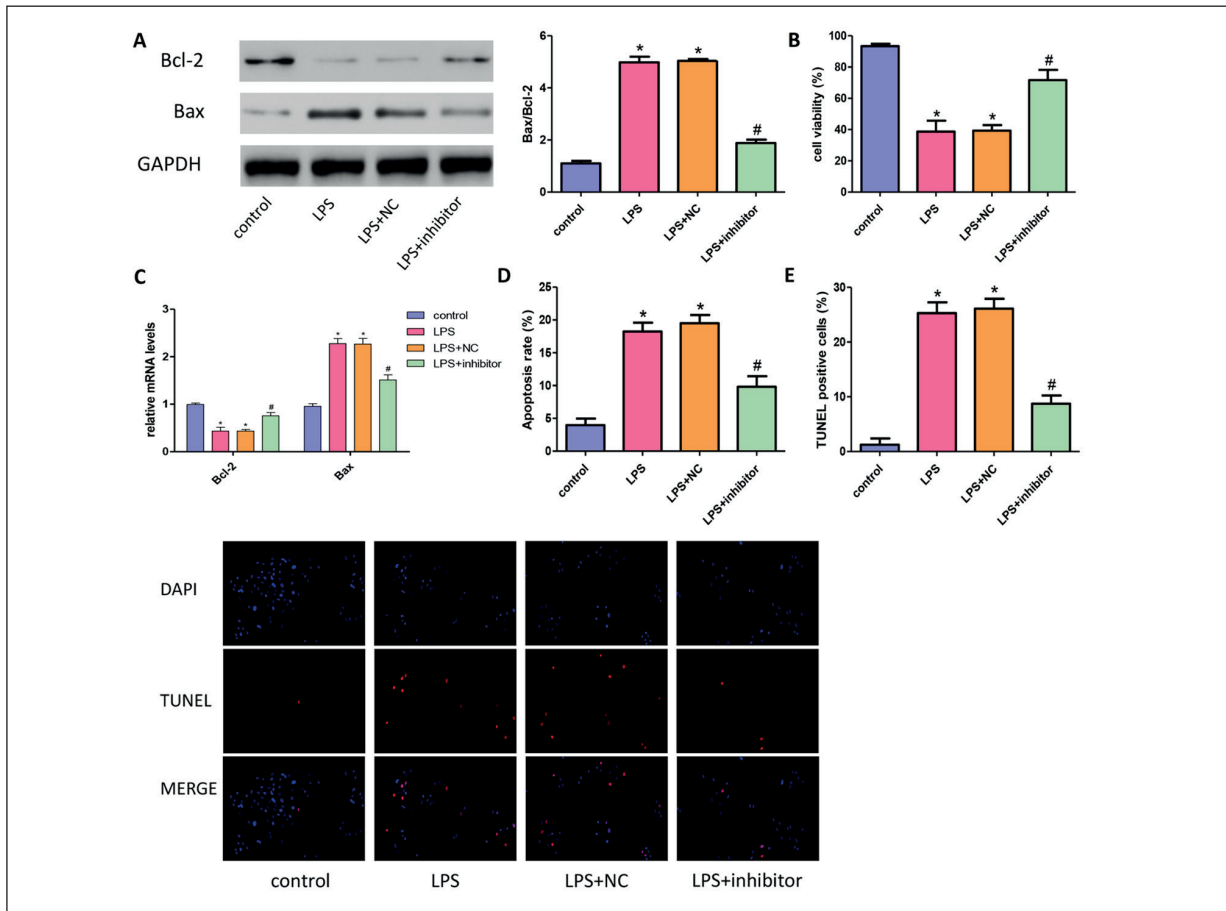 A
Bcl-2
Bax
GAPDH
control
LPS
LPS+NC
LPS+inhibitor
Bax/Bcl-2
6
4
2
0
*
*
#
control
LPS
LPS+NC
LPS+inhibitor
B
cell viability (%)
100
80
60
40
20
0
*
*
#
control
LPS
LPS+NC
LPS+inhibitor
C
relative mRNA levels
3
2
1
0
*
*
#
*
*
#
Bcl-2
Bax
control
LPS
LPS+NC
LPS+inhibitor
D
Apoptosis rate (%)
25
20
15
10
5
0
*
*
#
control
LPS
LPS+NC
LPS+inhibitor
E
TUNEL positive cells (%)
30
20
10
0
*
*
#
control
LPS
LPS+NC
LPS+inhibitor
DAPI
TUNEL
MERGE
control
LPS
LPS+NC
LPS+inhibitor